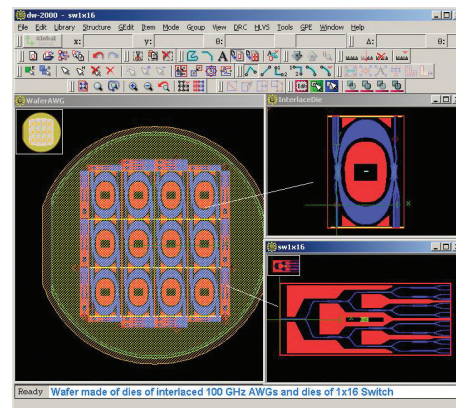 dw-2000 - sw1x16
File Edit Library Structure GEdit Item Mode Group View DRC HLVS Tools GPE Window Help
Global x: y: θ: Δ: θ:
WaferAWG
InterlaceDie
sw1x16
Ready Wafer made of dies of interlaced 100 GHz AWGs and dies of 1x16 Switch